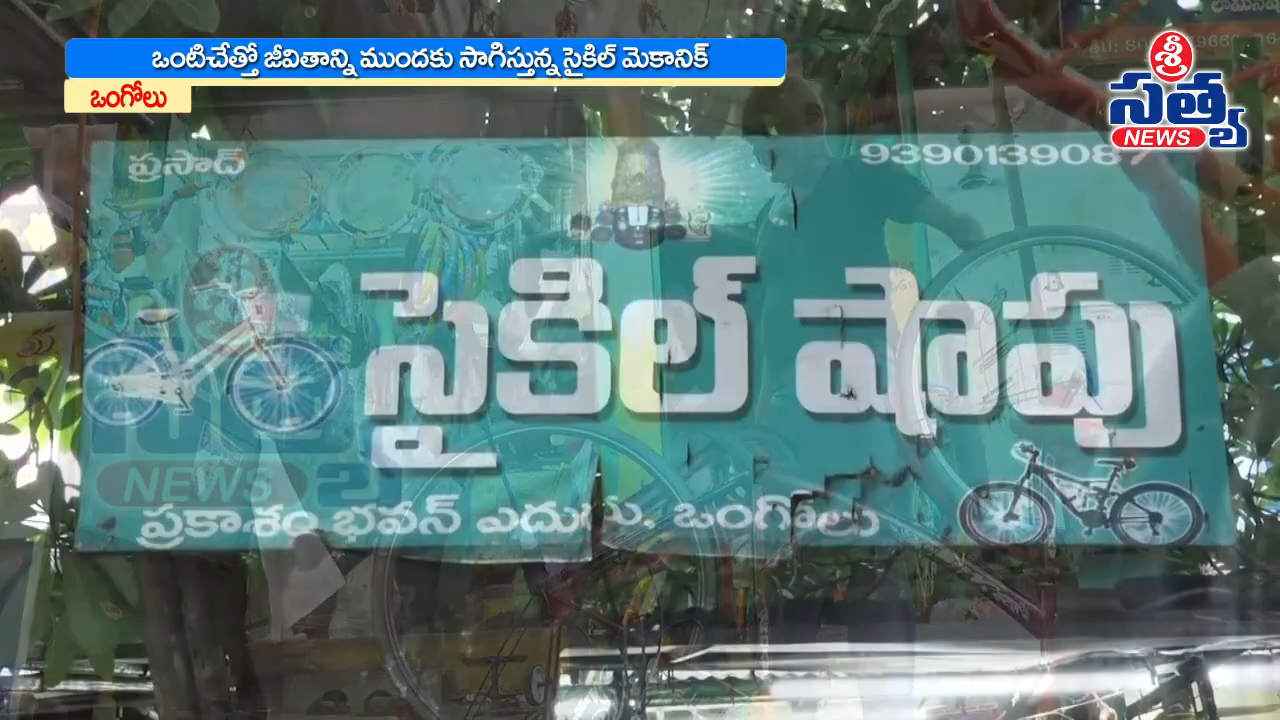 ఒంటిచేత్తో జీవితాన్ని ముందకు సాగిస్తున్న సైకిల్ మెకానిక్
ఒంగోలు
శ్రీ
సత్య
NEWS
ప్రసాద్
9390139087
సైకిల్ షాపు
NEWS
ప్రకాశం భవన్ ఎదురు, ఒంగోలు